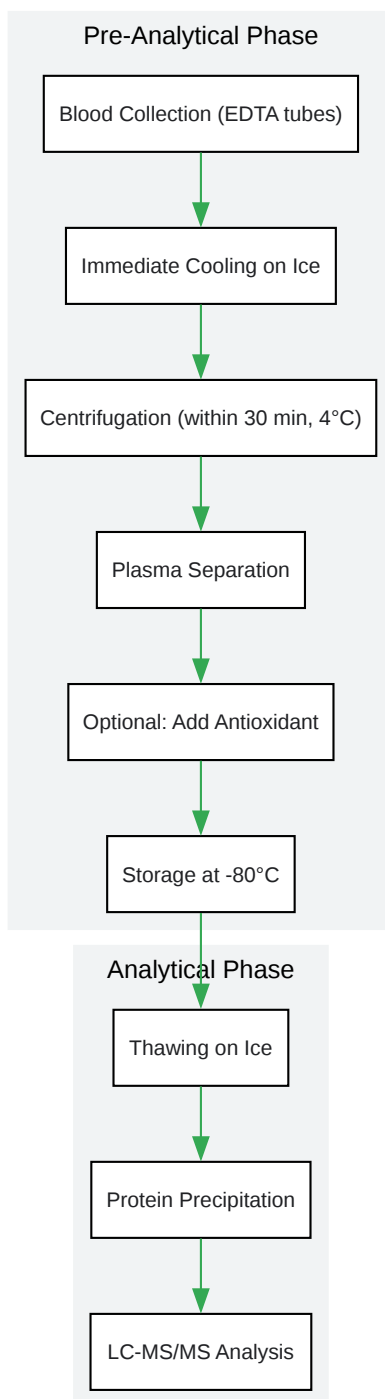 Pre-Analytical Phase
Blood Collection (EDTA tubes)
Immediate Cooling on Ice
Centrifugation (within 30 min, 4°C)
Plasma Separation
Optional: Add Antioxidant
Storage at -80°C
Analytical Phase
Thawing on Ice
Protein Precipitation
LC-MS/MS Analysis